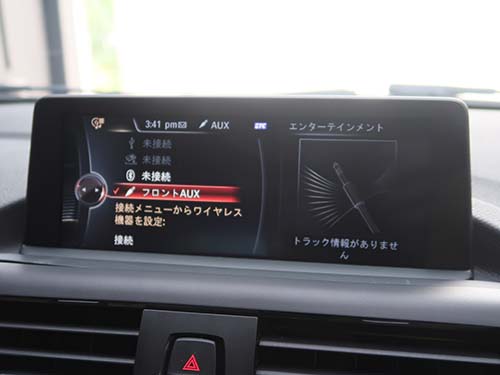 3:41 pm AUX ETC エンターテインメント
未接続
未接続
未接続
フロントAUX
接続メニューからワイヤレス
機器を設定:
接続
トラック情報がありませ
ん